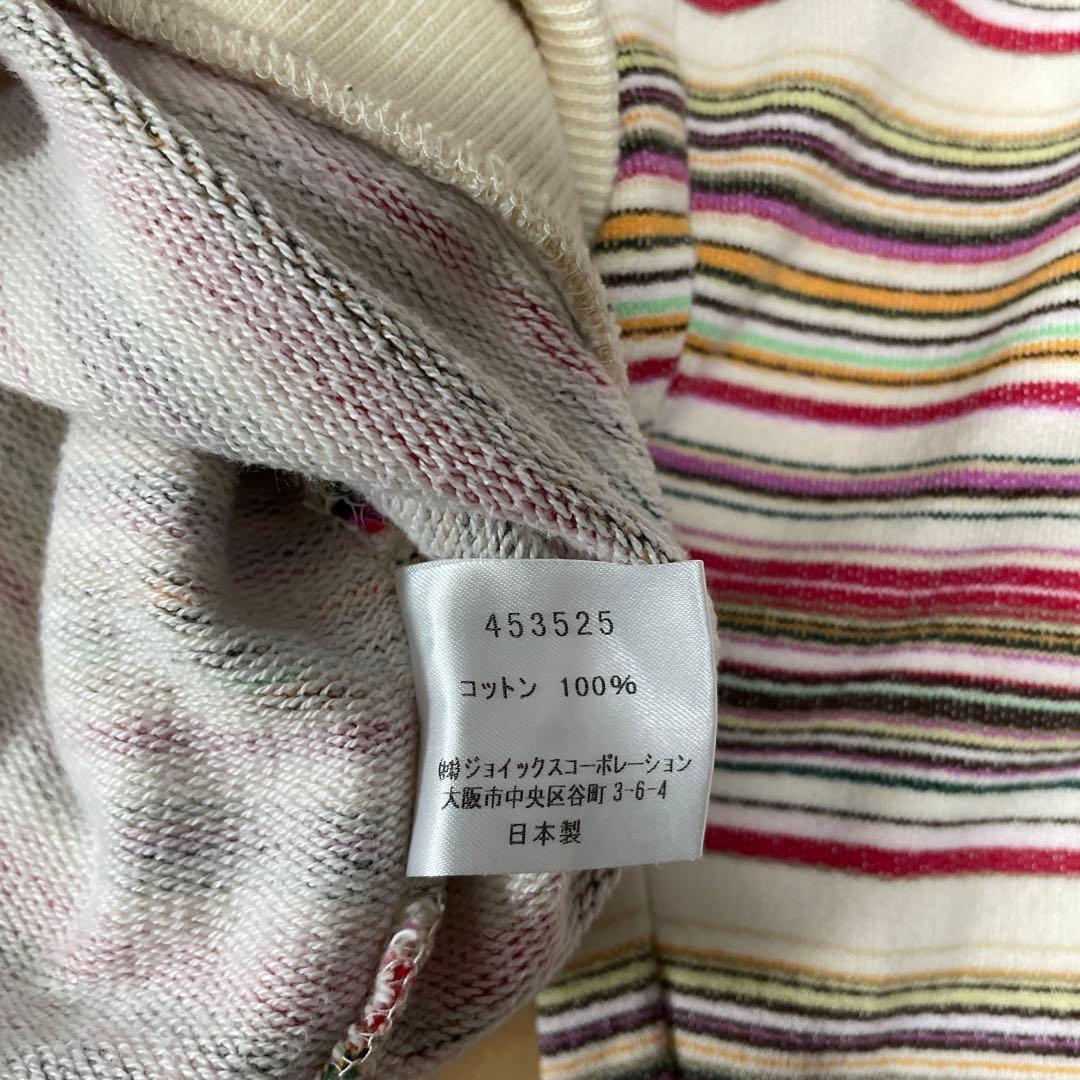 453525
コットン 100%
㈱ジョイックスコーポレーション
大阪市中央区谷町 3-6-4
日本製